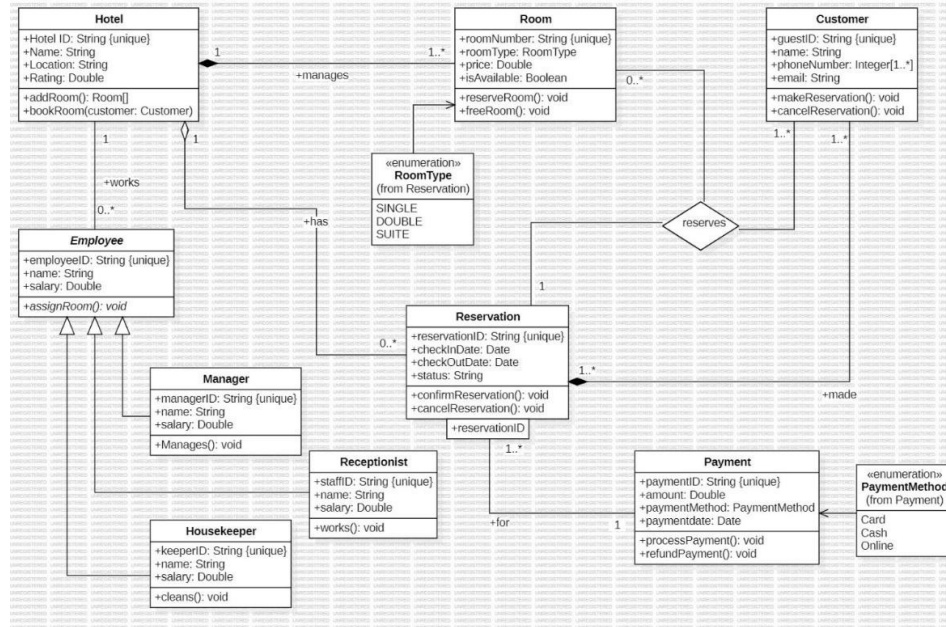 Hotel
+Hotel ID: String {unique}
+Name: String
+Location: String
+Rating: Double
+addRoom(): Room[]
+bookRoom(customer: Customer)
1
1..*
+manages
Room
+roomNumber: String {unique}
+roomType: RoomType
+price: Double
+isAvailable: Boolean
+reserveRoom(): void
+freeRoom(): void
0..*
Customer
+guestID: String {unique}
+name: String
+phoneNumber: Integer[1..*]
+email: String
+makeReservation(): void
+cancelReservation(): void
1..*
1..*
1
1
+works
0..*
+has
0..*
«enumeration»
RoomType
(from Reservation)
SINGLE
DOUBLE
SUITE
reserves
1
Employee
+employeeID: String {unique}
+name: String
+salary: Double
+assignRoom(): void
Reservation
+reservationID: String {unique}
+checkInDate: Date
+checkOutDate: Date
+status: String
+confirmReservation(): void
+cancelReservation(): void
+reservationID
1..*
+made
1..*
+for
1
Manager
+managerID: String {unique}
+name: String
+salary: Double
+Manages(): void
Receptionist
+staffID: String {unique}
+name: String
+salary: Double
+works(): void
Housekeeper
+keeperID: String {unique}
+name: String
+salary: Double
+cleans(): void
Payment
+paymentID: String {unique}
+amount: Double
+paymentMethod: PaymentMethod
+paymentdate: Date
+processPayment(): void
+refundPayment(): void
«enumeration»
PaymentMethod
(from Payment)
Card
Cash
Online